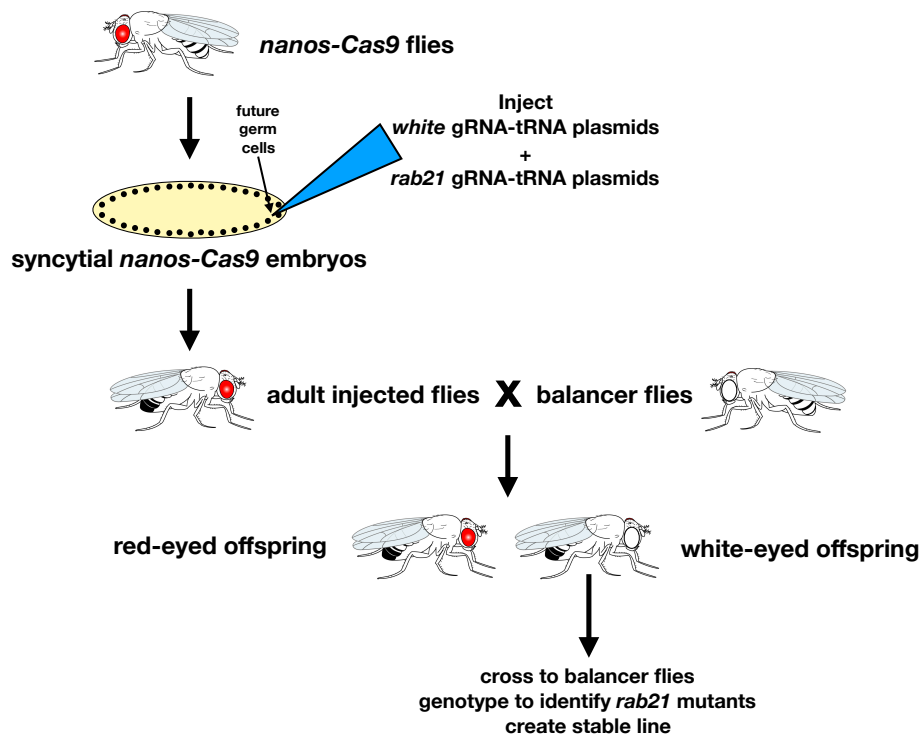 nanos-Cas9 flies
future
germ
cells
Inject
white gRNA-tRNA plasmids
+
rab21 gRNA-tRNA plasmids
syncytial nanos-Cas9 embryos
adult injected flies X balancer flies
red-eyed offspring
white-eyed offspring
cross to balancer flies
genotype to identify rab21 mutants
create stable line